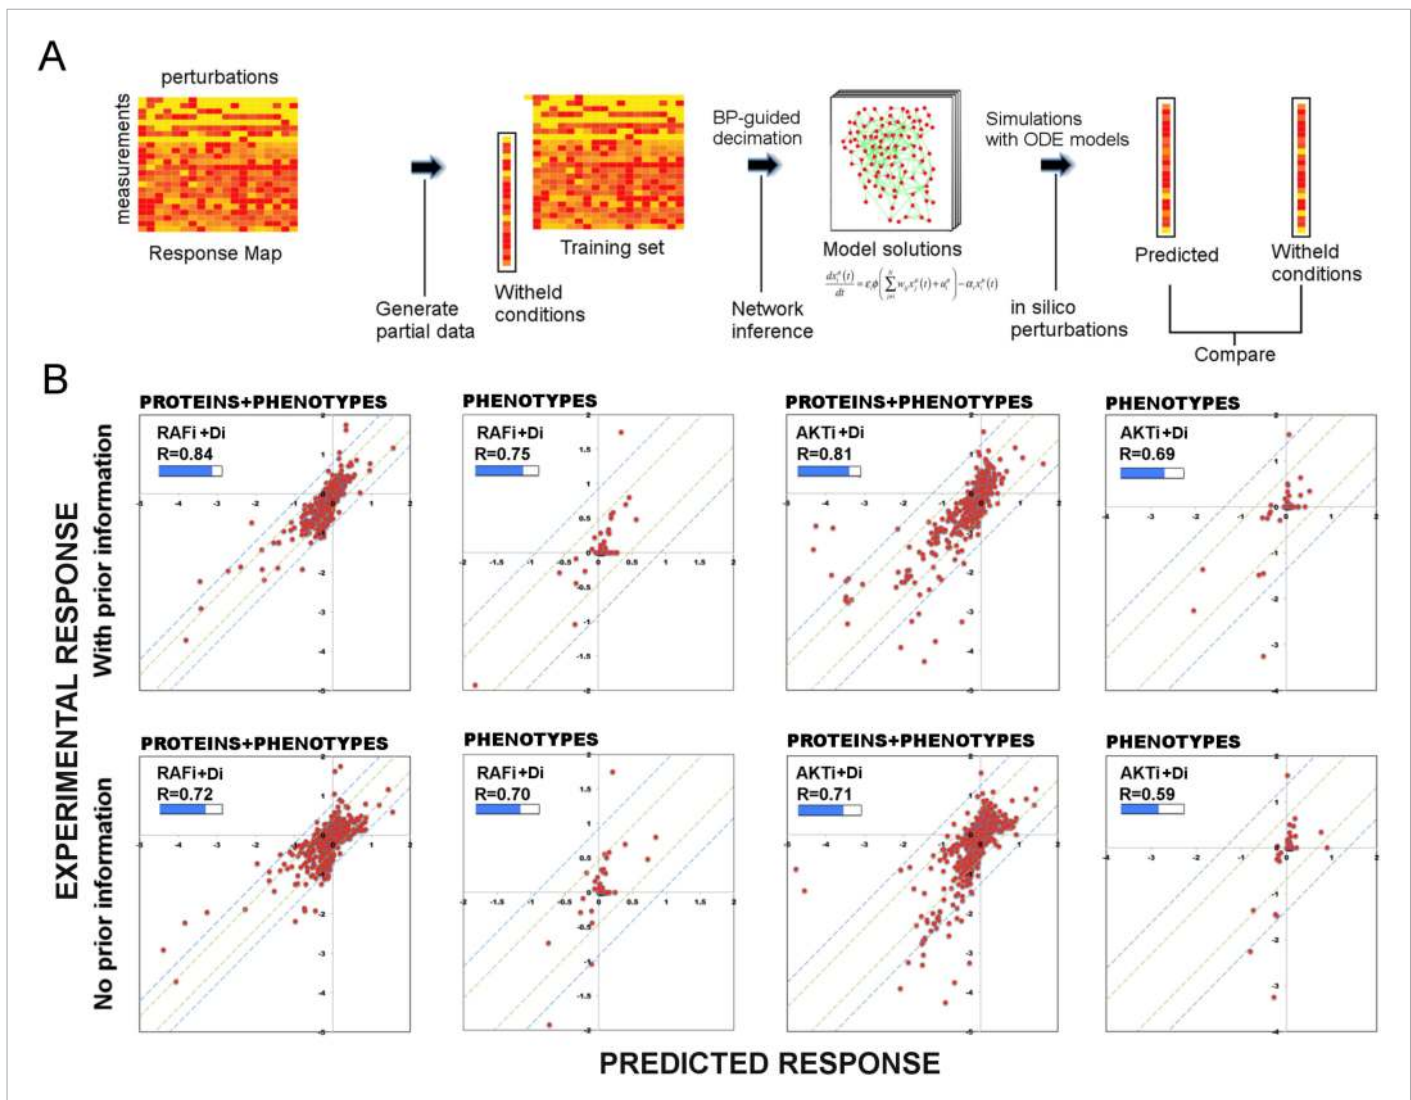 A
perturbations
measurements
Response Map
Generate
partial data
Witheld
conditions
Training set
BP-guided
decimation
Network
inference
Model solutions
Simulations
with ODE models
in silico
perturbations
Predicted
Witheld
conditions
Compare
B
EXPERIMENTAL RESPONSE
With prior information
No prior information
PROTEINS+PHENOTYPES
RAFi+Di
R=0.84
PHENOTYPES
RAFi+Di
R=0.75
PROTEINS+PHENOTYPES
AKTi+Di
R=0.81
PHENOTYPES
AKTi+Di
R=0.69
PROTEINS+PHENOTYPES
RAFi+Di
R=0.72
PHENOTYPES
RAFi+Di
R=0.70
PROTEINS+PHENOTYPES
AKTi+Di
R=0.71
PHENOTYPES
AKTi+Di
R=0.59
PREDICTED RESPONSE